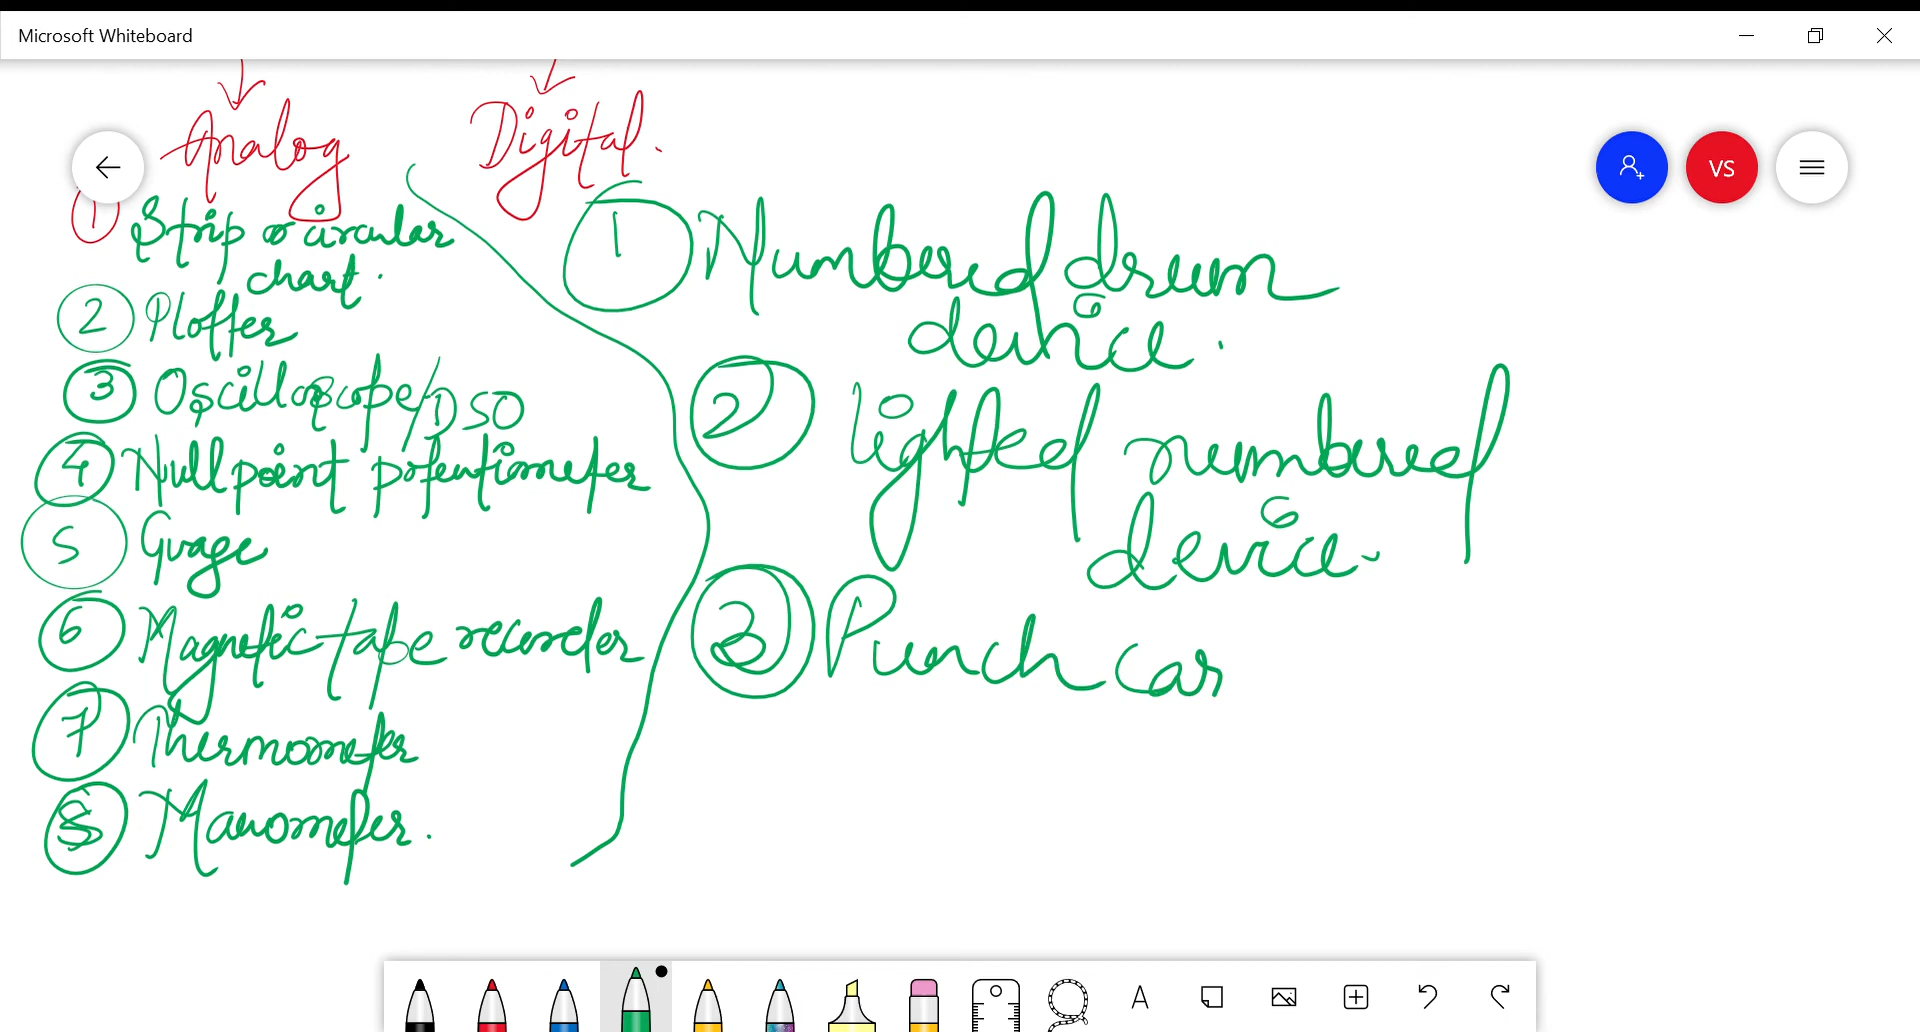 Microsoft Whiteboard
Analog
Digital.
VS
① Strip or circular
chart.
② Plotter
③ Oscilloscope/DSO
④ Null point potentiometer
⑤ Guage
⑥ Magnetic tape recorder
⑦ Thermometer
⑧ Manometer.
① Numbered drum
device.
② lighted numbered
device.
③ Punch car
A